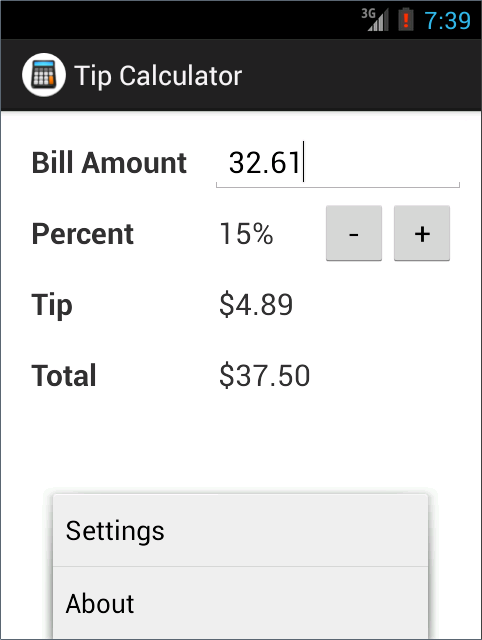 3G 7:39
Tip Calculator
Bill Amount 32.61
Percent 15% - +
Tip $4.89
Total $37.50
Settings
About